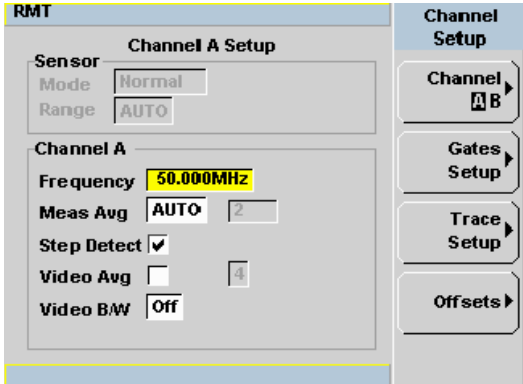 RMT
Channel A Setup
Sensor
Mode Normal
Range AUTO
Channel A
Frequency 50.000MHz
Meas Avg AUTO 2
Step Detect
Video Avg 4
Video B/W Off
Channel
Setup
Channel
A B
Gates
Setup
Trace
Setup
Offsets